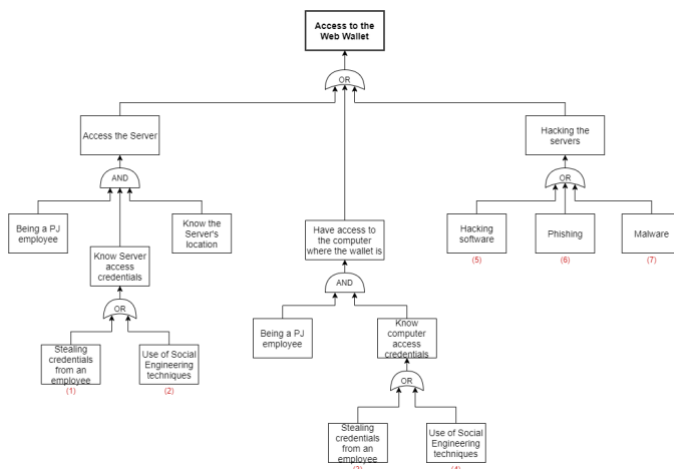 Access to the
Web Wallet
OR
Access the Server
Hacking the
servers
AND
OR
Being a PJ
employee
Know the
Server's
location
Have access to
the computer
where the wallet is
Hacking
software
Phishing
Malware
(5)
(6)
(7)
Know Server
access
credentials
AND
OR
Being a PJ
employee
Know
computer
access
credentials
Stealing
credentials
from an
employee
Use of Social
Engineering
techniques
(1)
(2)
OR
Stealing
credentials
from an
employee
Use of Social
Engineering
techniques
(3)
(4)